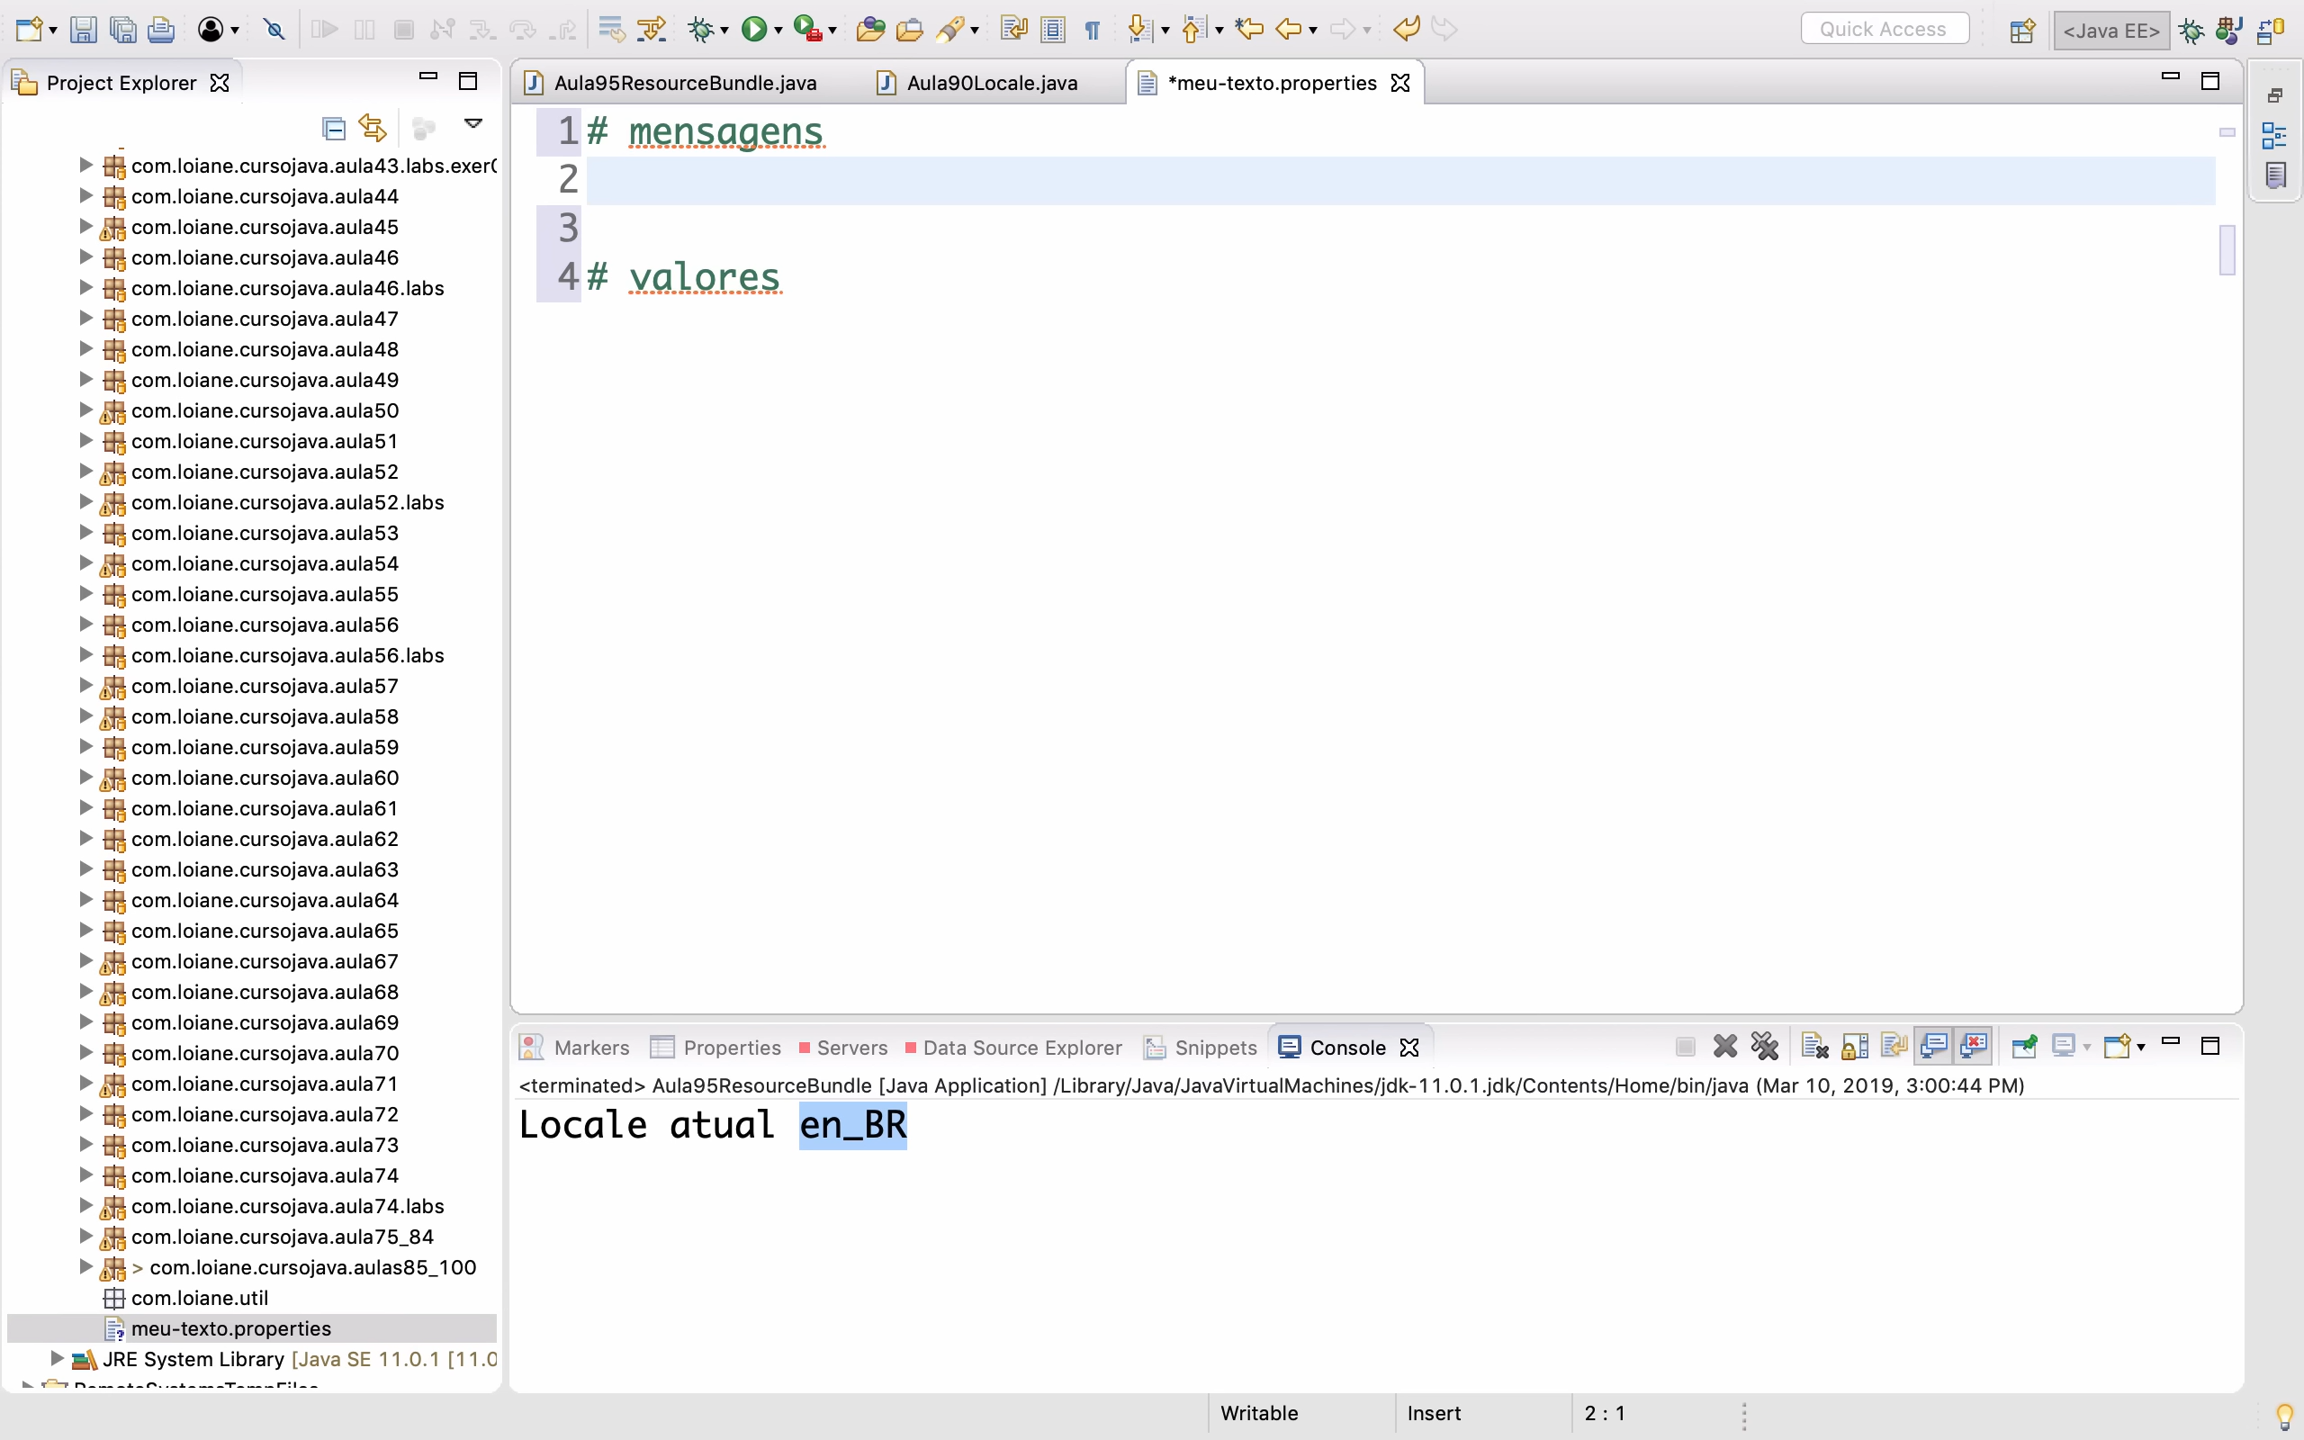 Quick Access
<Java EE>
Project Explorer
com.loiane.cursojava.aula43.labs.exer
com.loiane.cursojava.aula44
com.loiane.cursojava.aula45
com.loiane.cursojava.aula46
com.loiane.cursojava.aula46.labs
com.loiane.cursojava.aula47
com.loiane.cursojava.aula48
com.loiane.cursojava.aula49
com.loiane.cursojava.aula50
com.loiane.cursojava.aula51
com.loiane.cursojava.aula52
com.loiane.cursojava.aula52.labs
com.loiane.cursojava.aula53
com.loiane.cursojava.aula54
com.loiane.cursojava.aula55
com.loiane.cursojava.aula56
com.loiane.cursojava.aula56.labs
com.loiane.cursojava.aula57
com.loiane.cursojava.aula58
com.loiane.cursojava.aula59
com.loiane.cursojava.aula60
com.loiane.cursojava.aula61
com.loiane.cursojava.aula62
com.loiane.cursojava.aula63
com.loiane.cursojava.aula64
com.loiane.cursojava.aula65
com.loiane.cursojava.aula67
com.loiane.cursojava.aula68
com.loiane.cursojava.aula69
com.loiane.cursojava.aula70
com.loiane.cursojava.aula71
com.loiane.cursojava.aula72
com.loiane.cursojava.aula73
com.loiane.cursojava.aula74
com.loiane.cursojava.aula74.labs
com.loiane.cursojava.aula75_84
> com.loiane.cursojava.aulas85_100
com.loiane.util
meu-texto.properties
JRE System Library [Java SE 11.0.1 [11.0
Aula95ResourceBundle.java Aula90Locale.java *meu-texto.properties
1 # mensagens
2
3
4 # valores
Markers Properties Servers Data Source Explorer Snippets Console
<terminated> Aula95ResourceBundle [Java Application] /Library/Java/JavaVirtualMachines/jdk-11.0.1.jdk/Contents/Home/bin/java (Mar 10, 2019, 3:00:44 PM)
Locale atual en_BR
Writable Insert 2 : 1